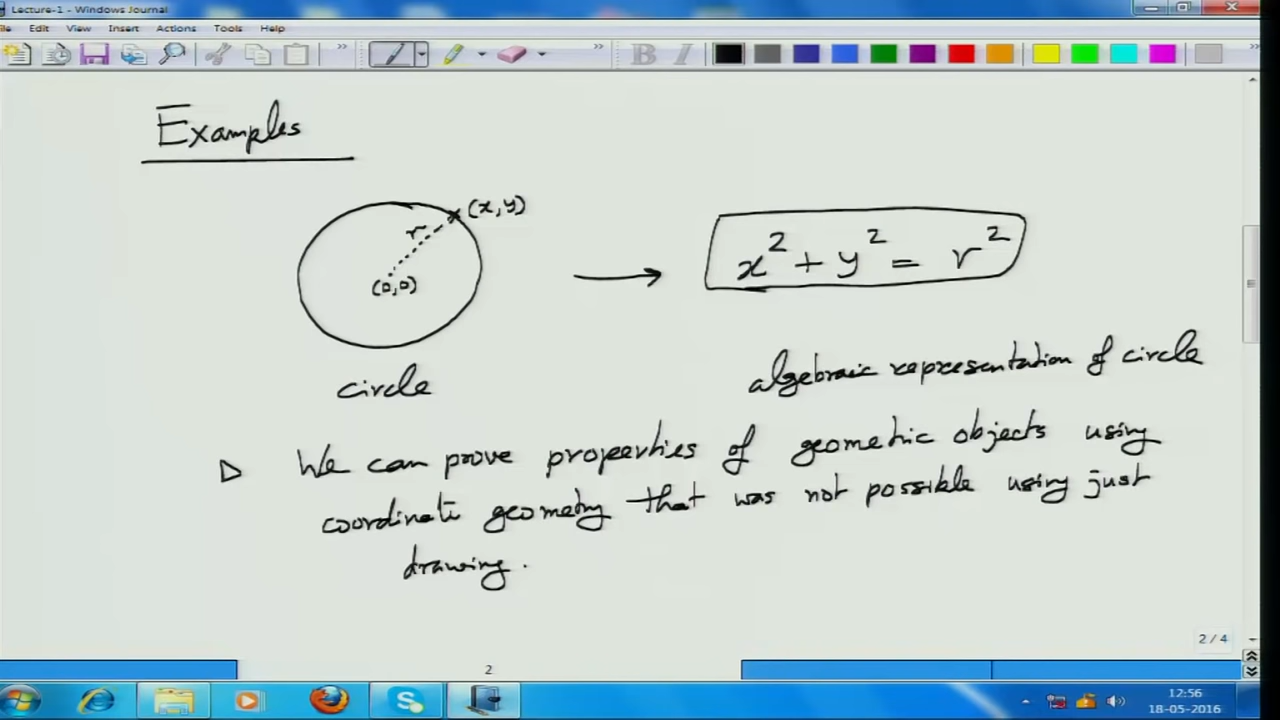 Lecture-1 - Windows Journal
File Edit View Insert Actions Tools Help
B I
Examples
(x,y)
r
(0,0)
x² + y² = r²
circle
algebraic representation of circle
▷ We can prove properties of geometric objects using
coordinate geometry that was not possible using just
drawing.
2 / 4
2
12:56
18-05-2016